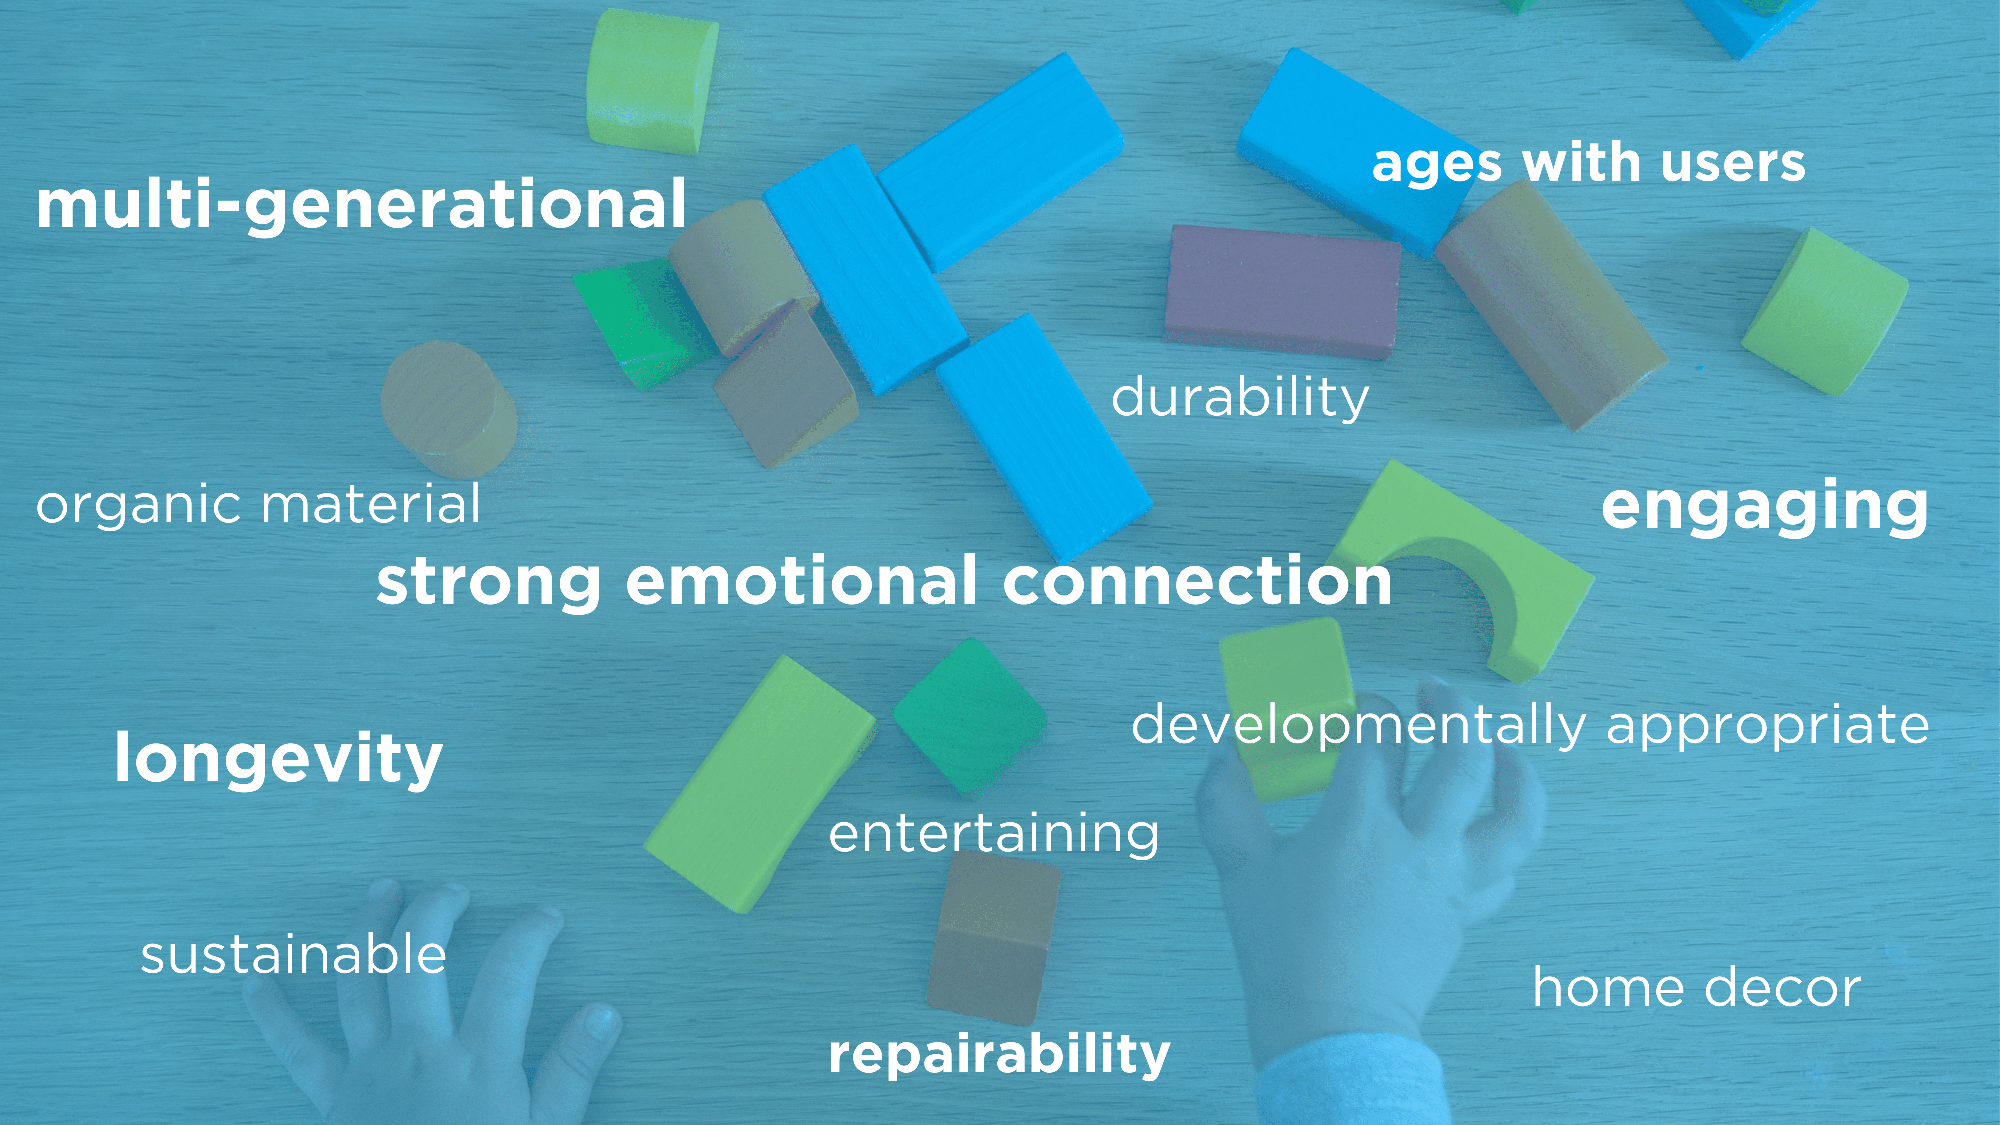 ages with users
multi-generational
durability
organic material
engaging
strong emotional connection
developmentally appropriate
longevity
entertaining
sustainable
home decor
repairability